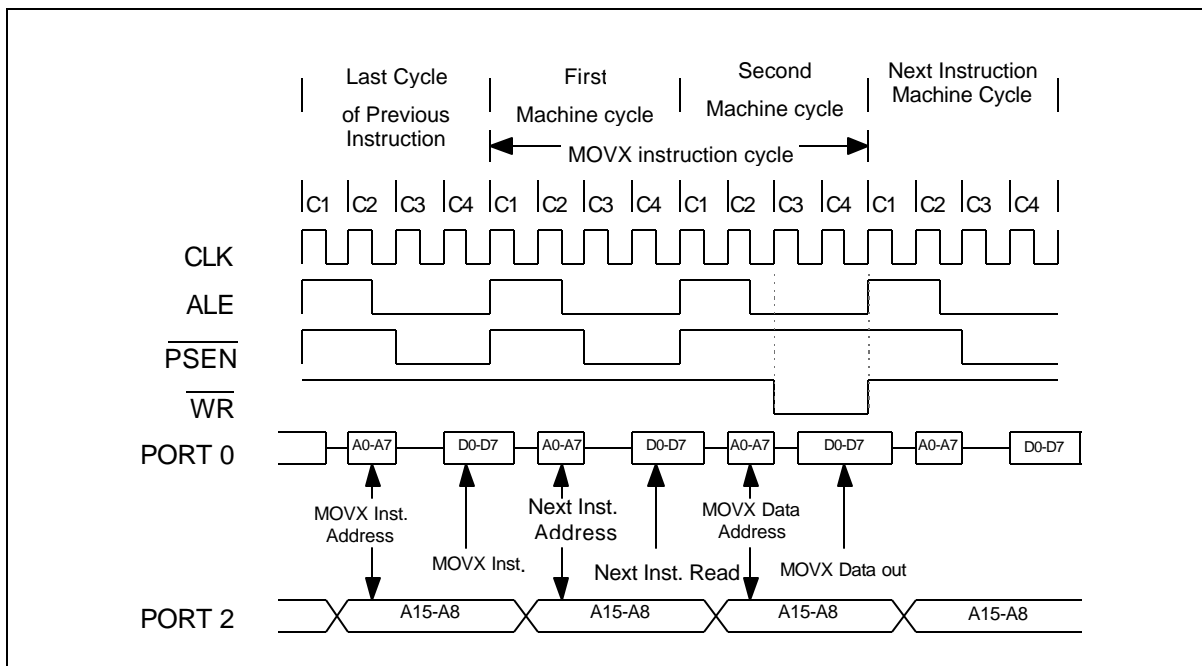 Last Cycle
of Previous
Instruction
First
Machine cycle
Second
Machine cycle
Next Instruction
Machine Cycle
MOVX instruction cycle
C1 C2 C3 C4 C1 C2 C3 C4 C1 C2 C3 C4 C1 C2 C3 C4
CLK
ALE
PSEN
WR
PORT 0
A0-A7 D0-D7 A0-A7 D0-D7 A0-A7 D0-D7 A0-A7 D0-D7
MOVX Inst.
Address
MOVX Inst.
Next Inst.
Address
Next Inst. Read
MOVX Data
Address
MOVX Data out
PORT 2
A15-A8 A15-A8 A15-A8 A15-A8